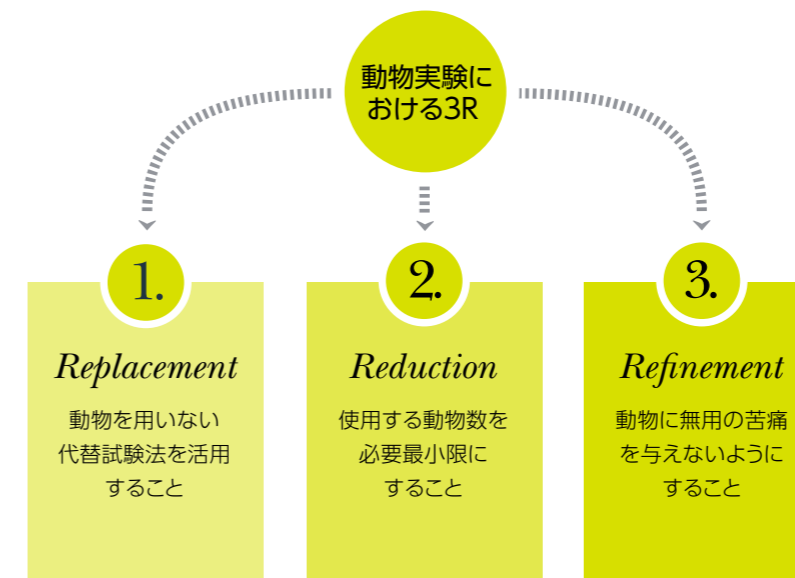 動物実験に
おける3R
1.
Replacement
動物を用いない
代替試験法を活用
すること
2.
Reduction
使用する動物数を
必要最小限に
すること
3.
Refinement
動物に無用の苦痛
を与えないように
すること